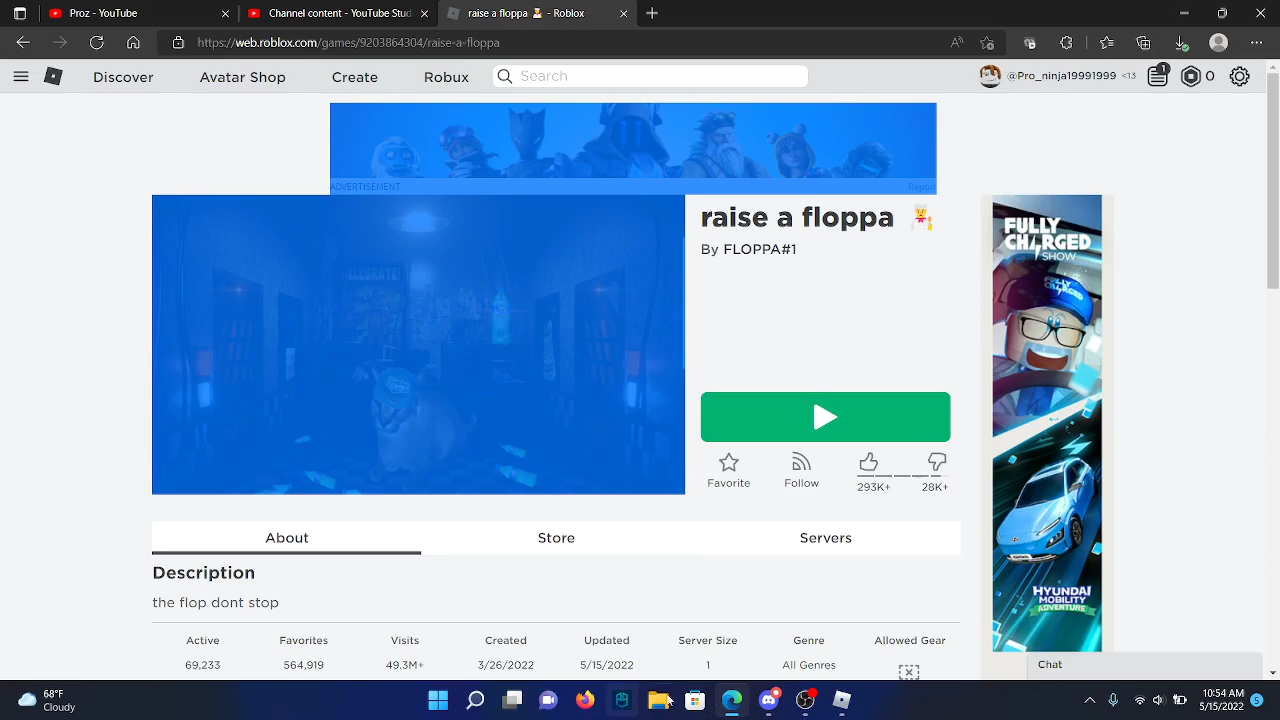 Proz - YouTube
Channel content - YouTube Stud
raise a floppa - Roblox
https://web.roblox.com/games/9203864304/raise-a-floppa
Discover
Avatar Shop
Create
Robux
Search
@Pro_ninja19991999 <13
1
0
ADVERTISEMENT
Report
raise a floppa
By FLOPPA#1
Favorite
Follow
293K+
28K+
FULLY CHARGED SHOW
About
Store
Servers
Description
the flop dont stop
Active
Favorites
Visits
Created
Updated
Server Size
Genre
Allowed Gear
69,233
564,919
49.3M+
3/26/2022
5/15/2022
1
All Genres
HYUNDAI
MOBILITY
ADVENTURE
Chat
68°F
Cloudy
10:54 AM
5/15/2022
5